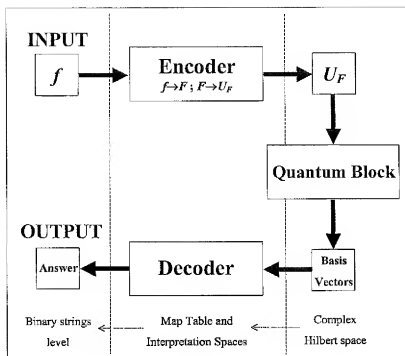 INPUT
f
Encoder
f→F ; F→U_F
U_F
Quantum Block
OUTPUT
Answer
Decoder
Basis
Vectors
Binary strings
level
Map Table and
Interpretation Spaces
Complex
Hilbert space